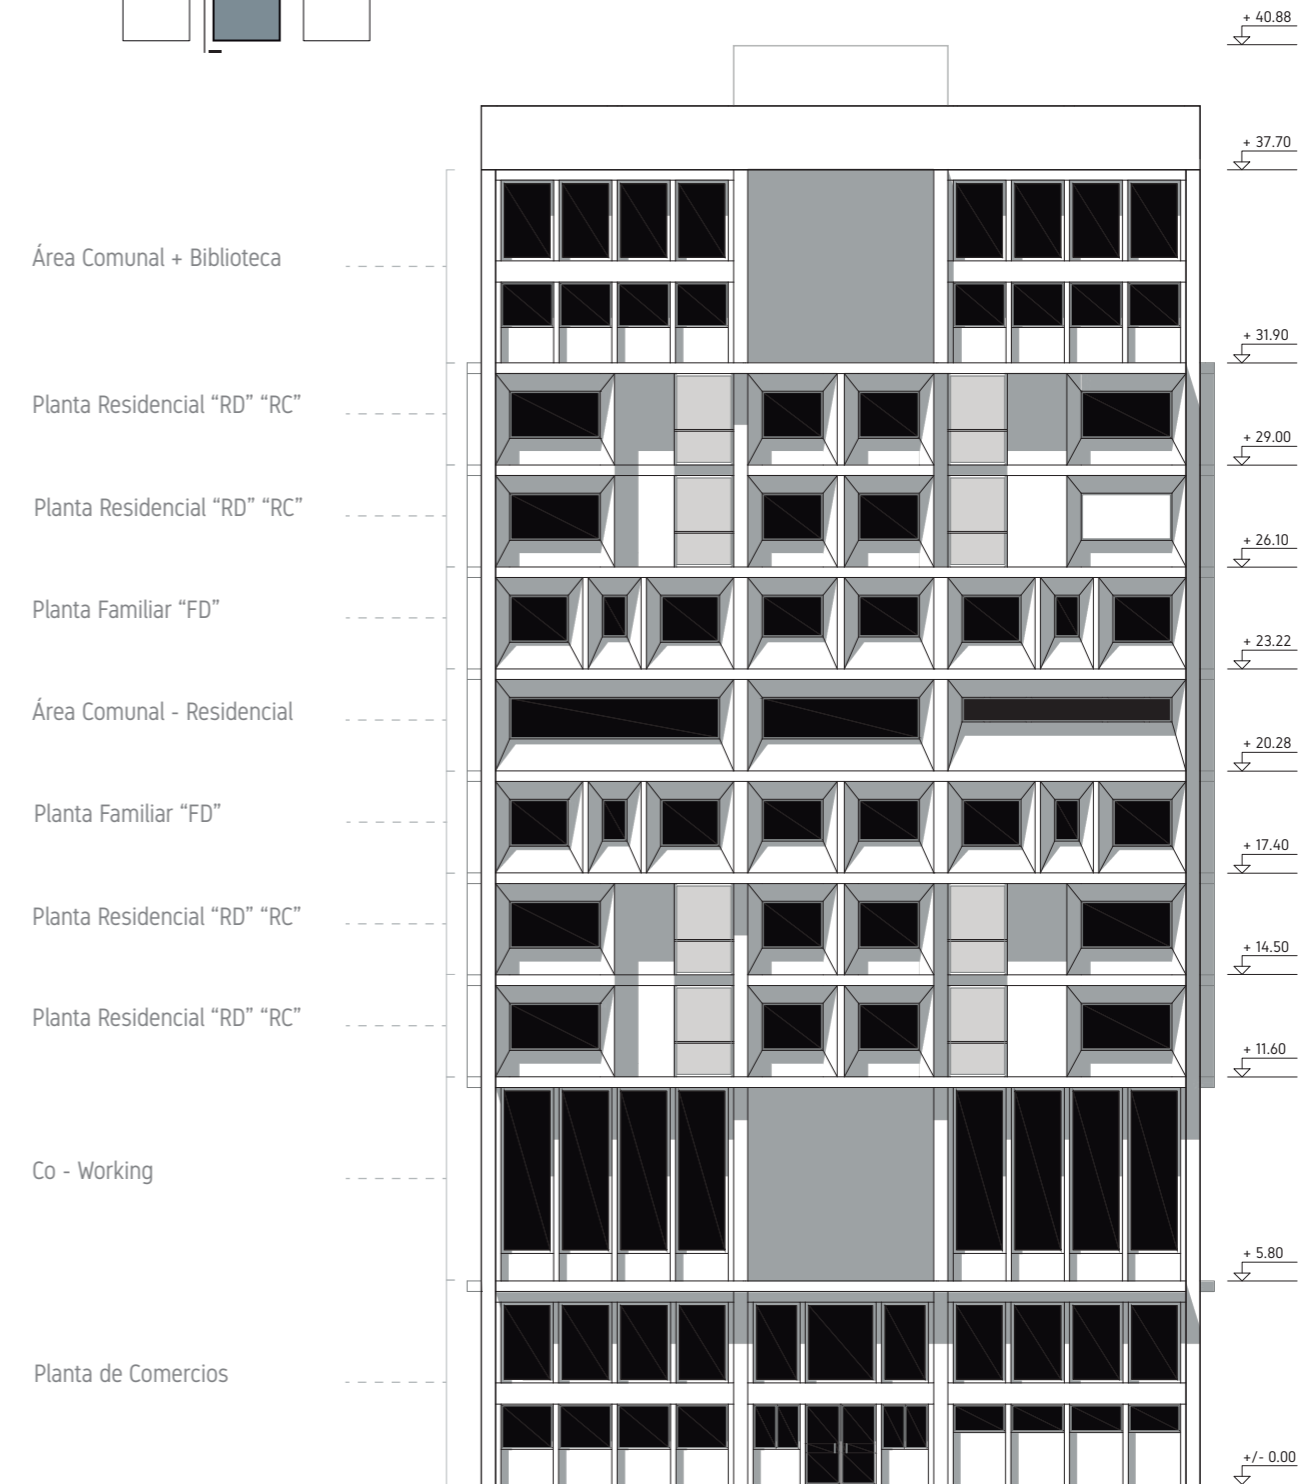 + 40.88
+ 37.70
Área Comunal + Biblioteca
+ 31.90
Planta Residencial “RD” “RC”
+ 29.00
Planta Residencial “RD” “RC”
+ 26.10
Planta Familiar “FD”
+ 23.22
Área Comunal - Residencial
+ 20.28
Planta Familiar “FD”
+ 17.40
Planta Residencial “RD” “RC”
+ 14.50
Planta Residencial “RD” “RC”
+ 11.60
Co - Working
+ 5.80
Planta de Comercios
+/- 0.00